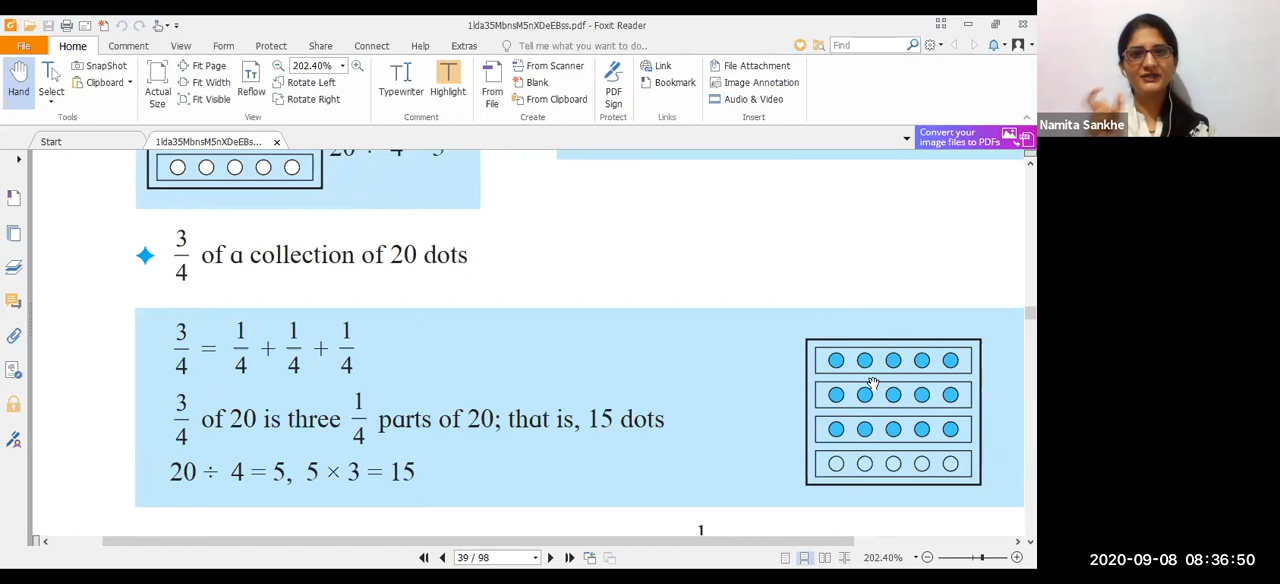 1lda35MbnsM5nXDeEBss.pdf - Foxit Reader
File Home Comment View Form Protect Share Connect Help Extras Tell me what you want to do.. Find
Hand
Select
SnapShot
Clipboard
Tools
Actual Size
Fit Page
Fit Width
Fit Visible
Reflow
202.40%
Rotate Left
Rotate Right
View
Typewriter
Highlight
Comment
From File
From Scanner
Blank
From Clipboard
Create
PDF Sign
Protect
Link
Bookmark
Links
File Attachment
Image Annotation
Audio & Video
Insert
Namita Sankhe
Start
1lda35MbnsM5nXDeEBs...
Convert your image files to PDFs
3/4 of a collection of 20 dots
3/4 = 1/4 + 1/4 + 1/4
3/4 of 20 is three 1/4 parts of 20; that is, 15 dots
20 ÷ 4 = 5, 5 × 3 = 15
39 / 98
202.40%
2020-09-08 08:36:50